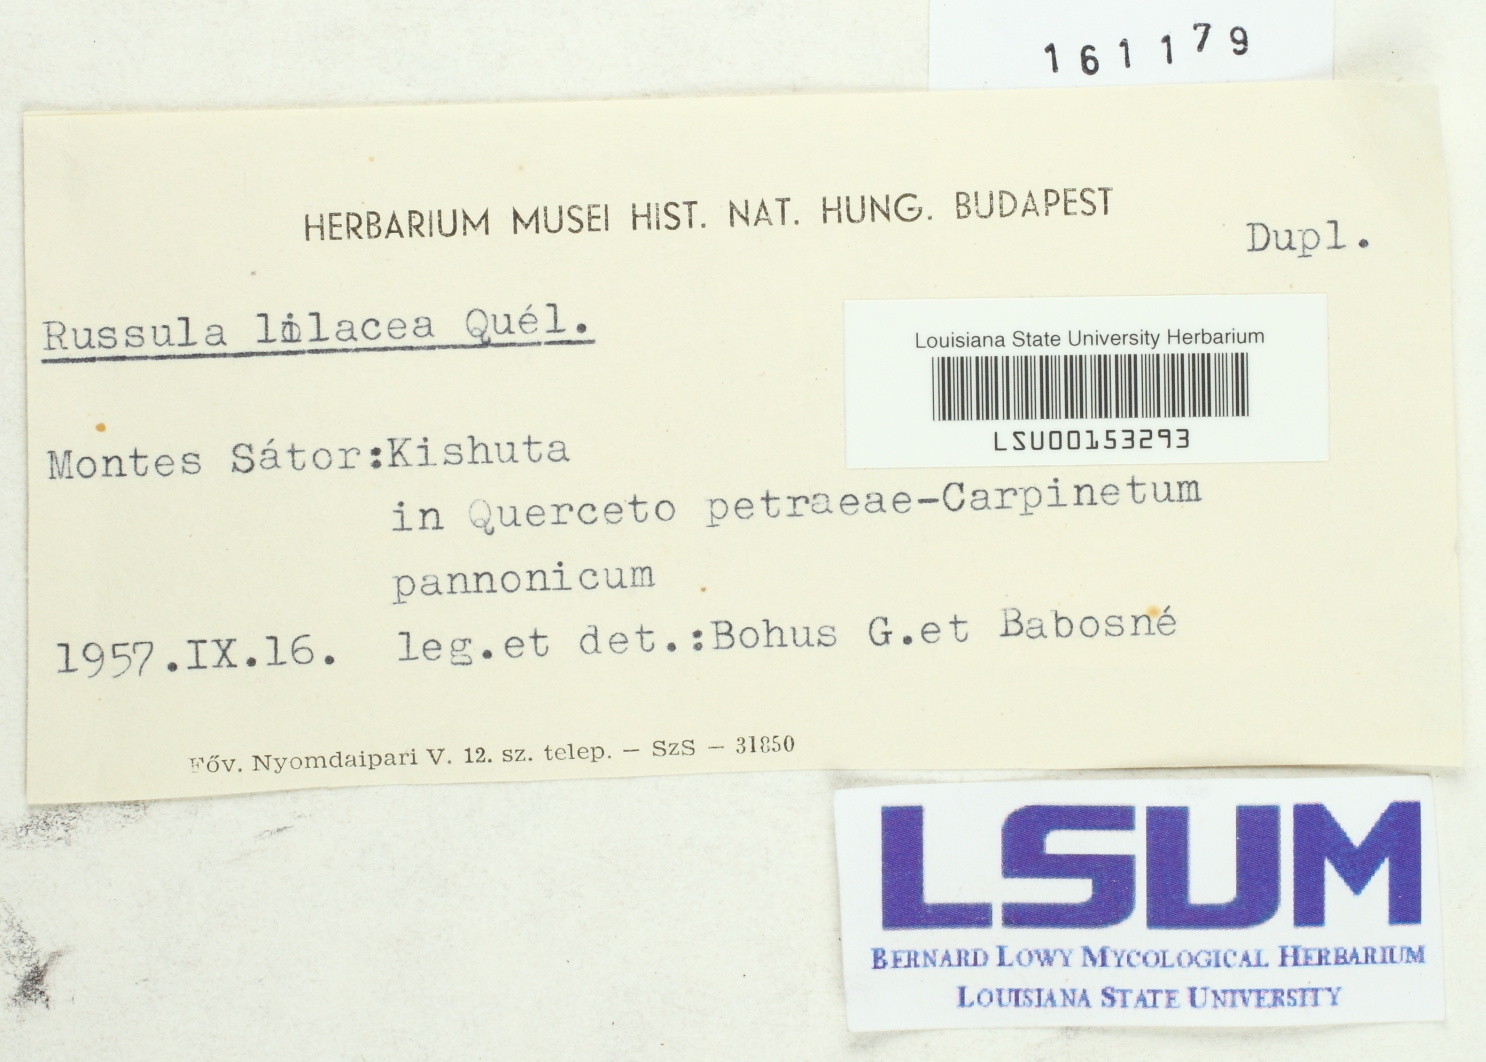 161179
HERBARIUM MUSEI HIST. NAT. HUNG. BUDAPEST
Dupl.
Russula lilacea Quél.
Louisiana State University Herbarium
LSU00153293
Montes Sátor:Kishuta
in Querceto petraeae-Carpinetum
pannonicum
1957.IX.16. leg.et det.:Bohus G.et Babosné
Főv. Nyomdaipari V. 12. sz. telep. — SzS — 31850
LSUM
BERNARD LOWY MYCOLOGICAL HERBARIUM
LOUISIANA STATE UNIVERSITY